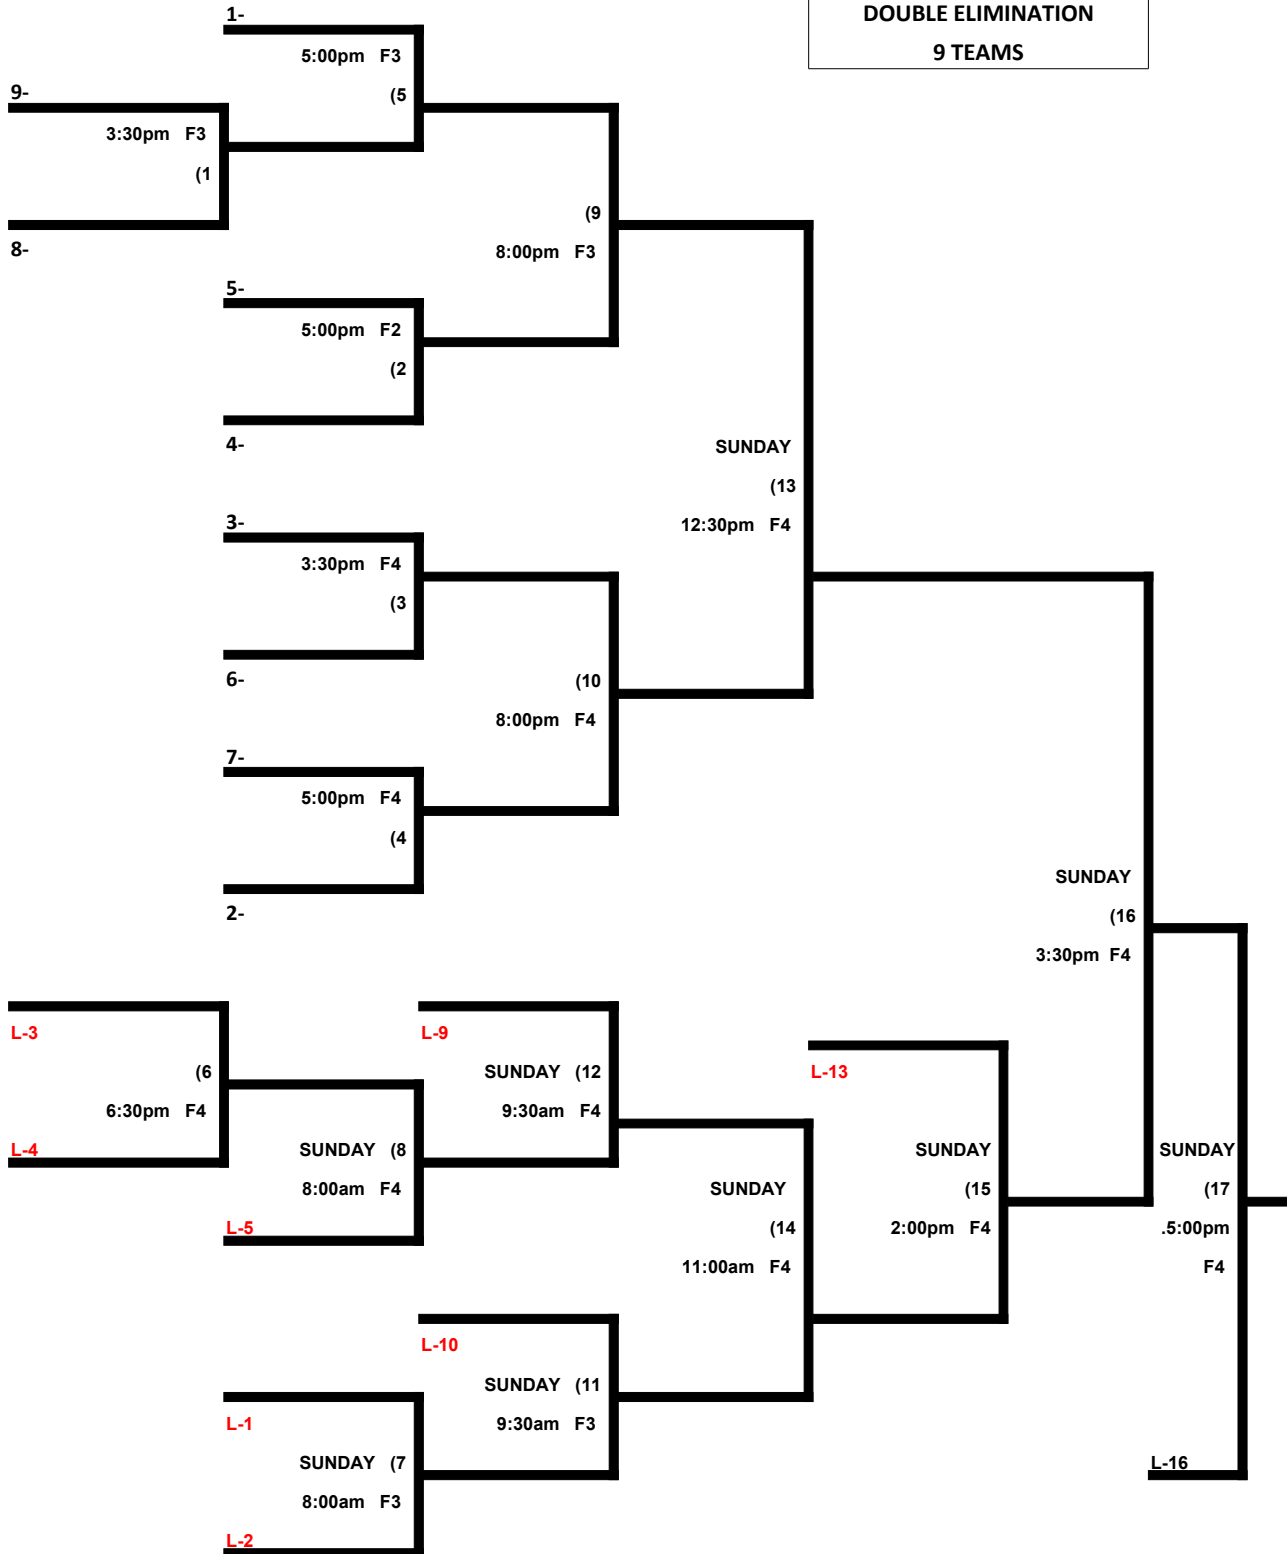 1-
DOUBLE ELIMINATION
9 TEAMS
5:00pm F3
(5
9-
3:30pm F3
(1
8-
(9
8:00pm F3
5-
5:00pm F2
(2
4-
SUNDAY
(13
12:30pm F4
3-
3:30pm F4
(3
6-
(10
8:00pm F4
7-
5:00pm F4
(4
2-
SUNDAY
(16
3:30pm F4
L-3
(6
6:30pm F4
L-4
L-9
SUNDAY (12
9:30am F4
L-13
SUNDAY (8
8:00am F4
L-5
SUNDAY
(14
11:00am F4
SUNDAY
(15
2:00pm F4
SUNDAY
(17
.5:00pm
F4
L-10
SUNDAY (11
9:30am F3
L-1
SUNDAY (7
8:00am F3
L-2
L-16